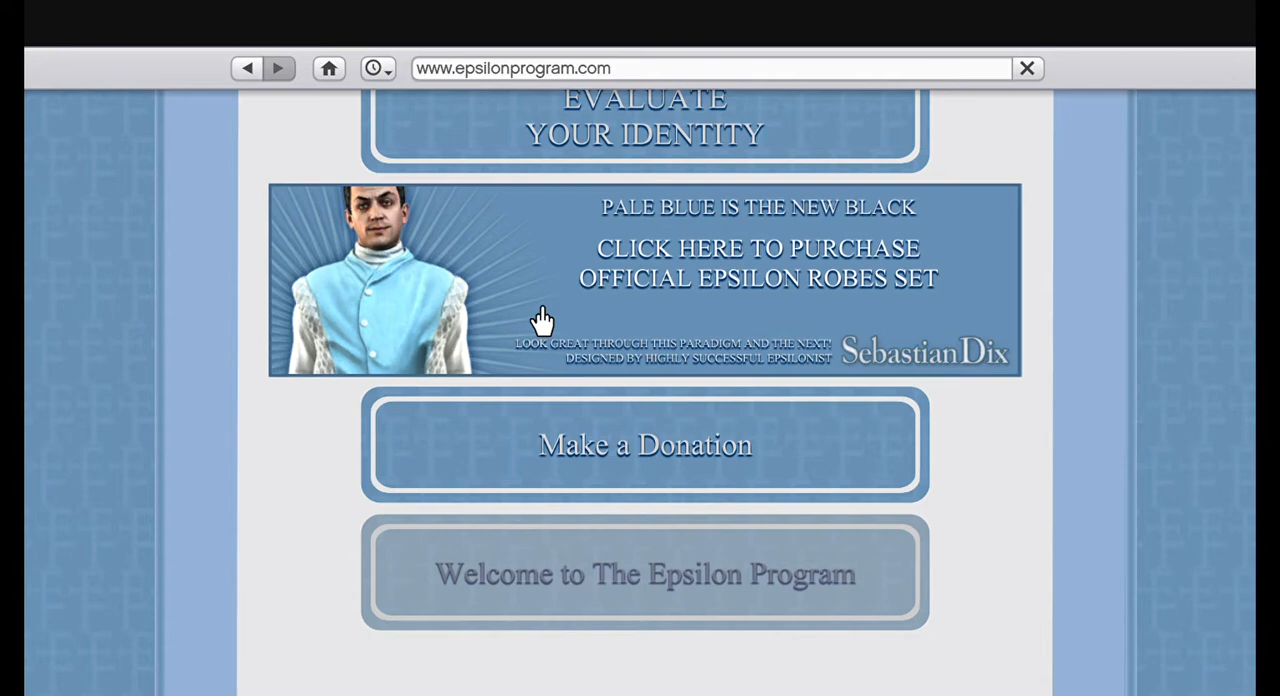 www.epsilonprogram.com
EVALUATE
YOUR IDENTITY
PALE BLUE IS THE NEW BLACK
CLICK HERE TO PURCHASE
OFFICIAL EPSILON ROBES SET
LOOK GREAT THROUGH THIS PARADIGM AND THE NEXT!
DESIGNED BY HIGHLY SUCCESSFUL EPSILONIST
SebastianDix
Make a Donation
Welcome to The Epsilon Program